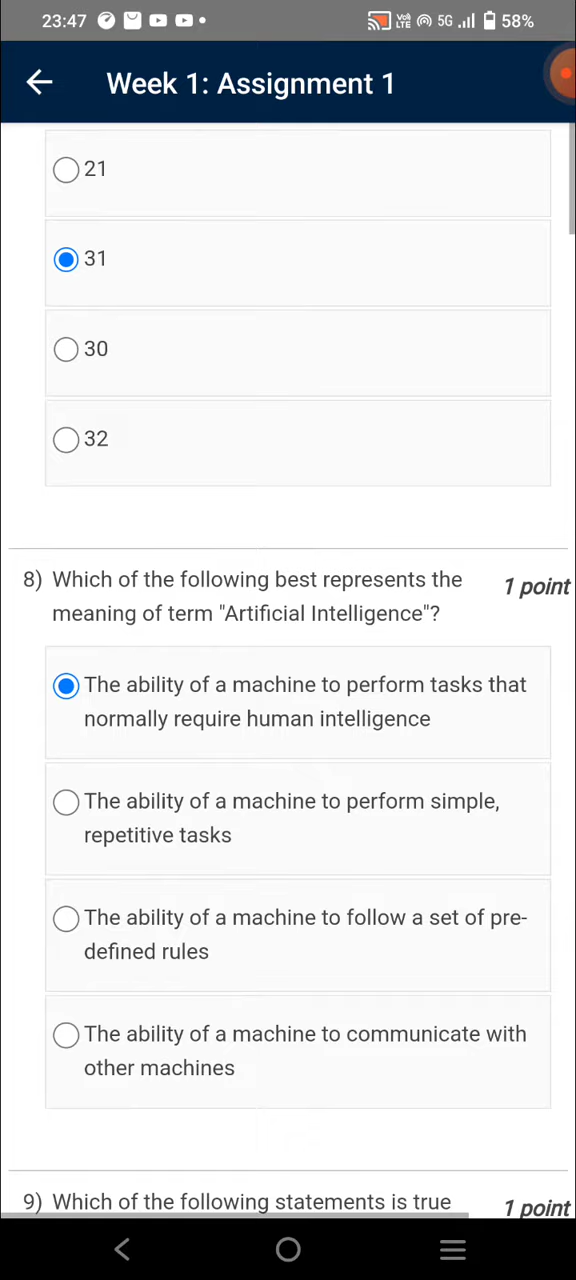 23:47 Vo) LTE 5G 58%
Week 1: Assignment 1
21
31
30
32
8) Which of the following best represents the 1 point
meaning of term "Artificial Intelligence"?
The ability of a machine to perform tasks that
normally require human intelligence
The ability of a machine to perform simple,
repetitive tasks
The ability of a machine to follow a set of pre-
defined rules
The ability of a machine to communicate with
other machines
9) Which of the following statements is true 1 point